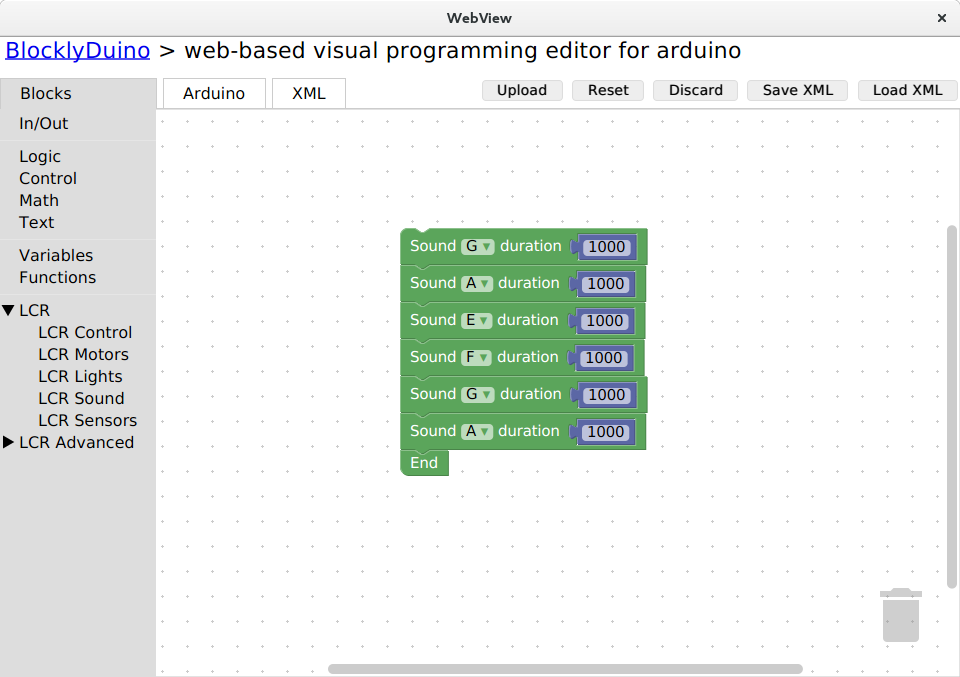 WebView ×
BlocklyDuino > web-based visual programming editor for arduino
Blocks Arduino XML Upload Reset Discard Save XML Load XML
In/Out
Logic
Control
Math
Text
Variables
Functions
LCR
LCR Control
LCR Motors
LCR Lights
LCR Sound
LCR Sensors
LCR Advanced
Sound G duration 1000
Sound A duration 1000
Sound E duration 1000
Sound F duration 1000
Sound G duration 1000
Sound A duration 1000
End